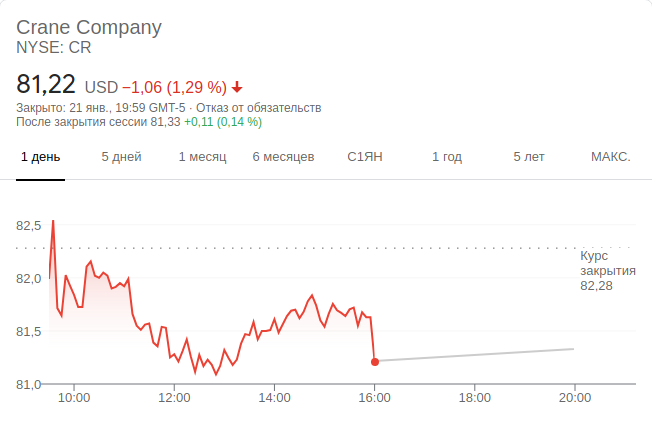 Crane Company
NYSE: CR
81,22 USD −1,06 (1,29 %)
Закрыто: 21 янв., 19:59 GMT-5 · Отказ от обязательств
После закрытия сессии 81,33 +0,11 (0,14 %)
1 день 5 дней 1 месяц 6 месяцев С1ЯН 1 год 5 лет МАКС.
82,5
Курс
закрытия
82,28
82,0
81,5
81,0
10:00 12:00 14:00 16:00 18:00 20:00